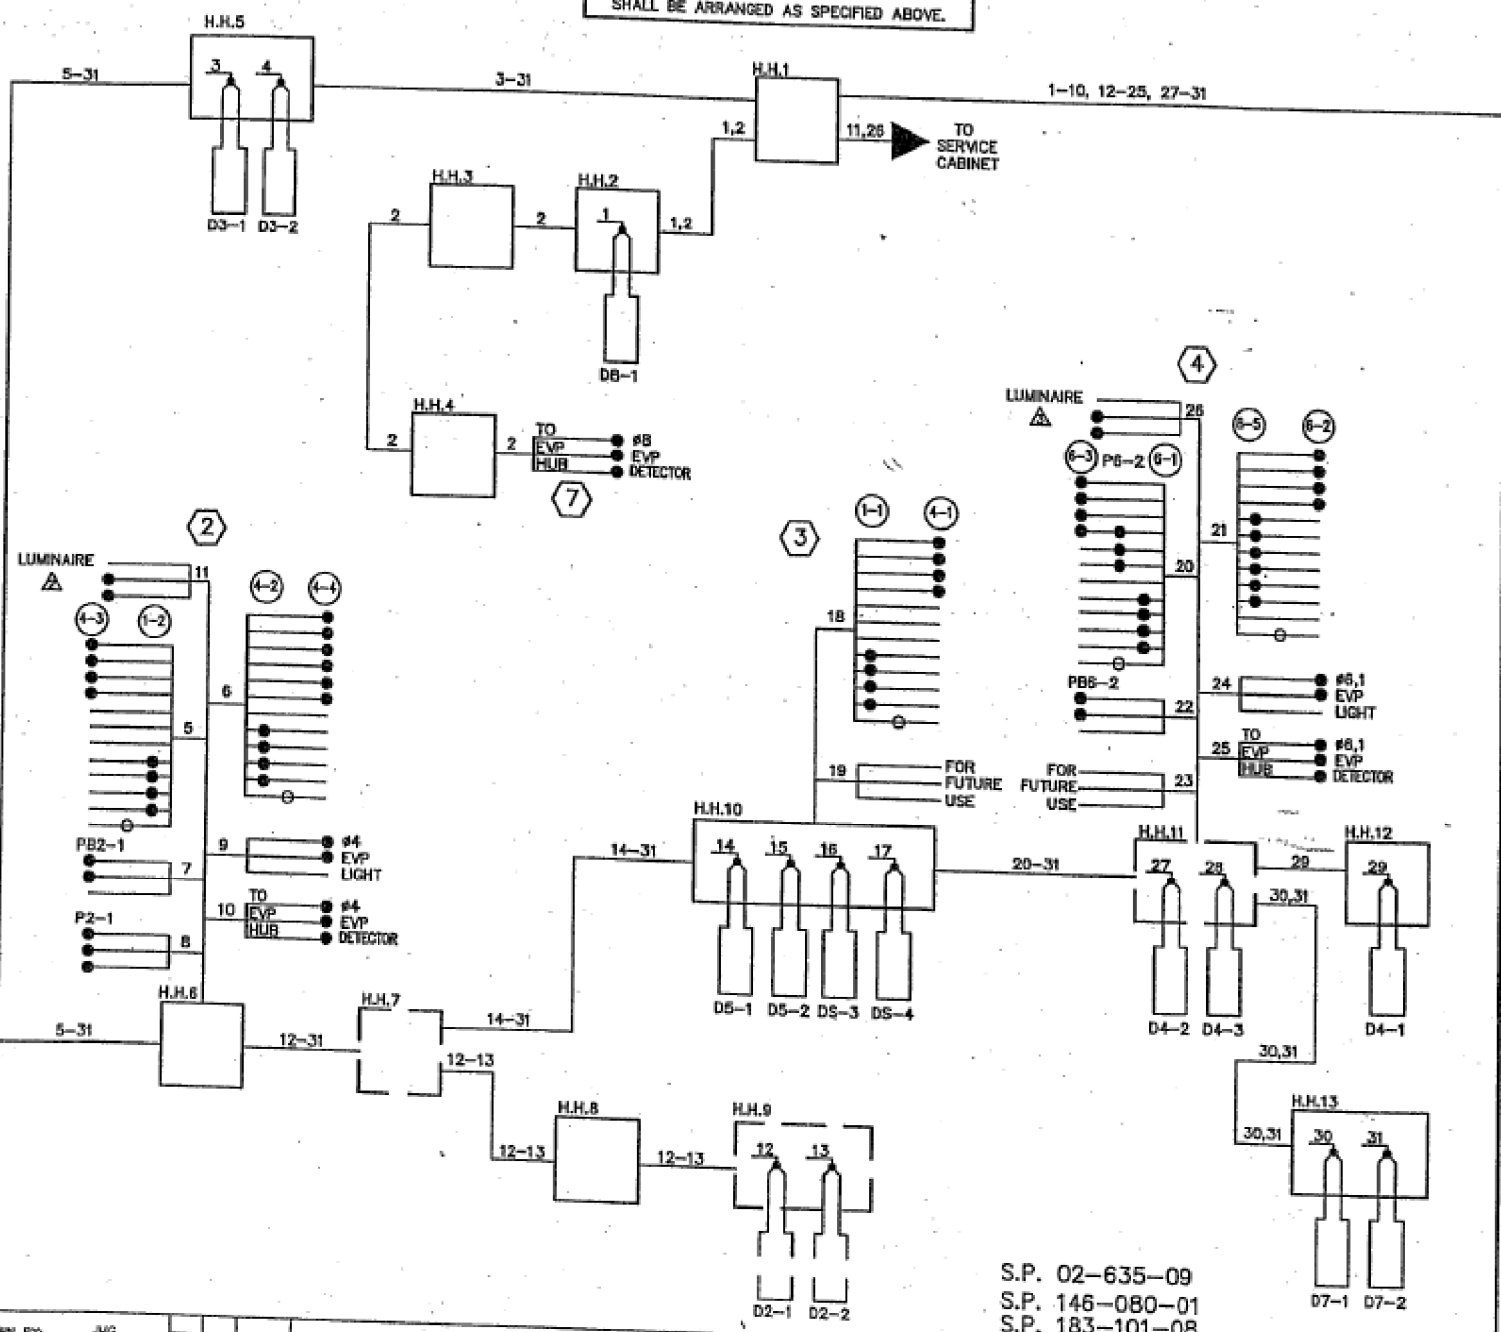 SHALL BE ARRANGED AS SPECIFIED ABOVE.
H.H.5
5-31
3
4
3-31
H.H.1
1-10, 12-25, 27-31
1,2
11,26
TO
SERVICE
CABINET
D3-1
D3-2
H.H.3
H.H.2
2
2
1
1,2
D8-1
H.H.4
2
2
TO
EVP
HUB
ø8
EVP
DETECTOR
7
2
LUMINAIRE
2
11
4-3
1-2
4-2
4-4
6
5
PB2-1
7
9
ø4
EVP
LIGHT
P2-1
8
10
TO
EVP
HUB
ø4
EVP
DETECTOR
3
1-1
4-1
18
19
FOR
FUTURE
USE
4
LUMINAIRE
3
26
6-3
P6-2
6-1
6-5
6-2
21
20
PB6-2
22
24
ø6,1
EVP
LIGHT
25
TO
EVP
HUB
ø6,1
EVP
DETECTOR
FOR
FUTURE
USE
23
H.H.10
14
15
16
17
14-31
20-31
D5-1
D5-2
DS-3
DS-4
H.H.11
27
28
29
30,31
H.H.12
29
D4-2
D4-3
D4-1
30,31
H.H.6
5-31
12-31
H.H.7
14-31
12-13
H.H.8
12-13
12-13
H.H.9
12
13
D2-1
D2-2
H.H.13
30,31
30
31
D7-1
D7-2
S.P. 02-635-09
S.P. 146-080-01
S.P. 183-101-08